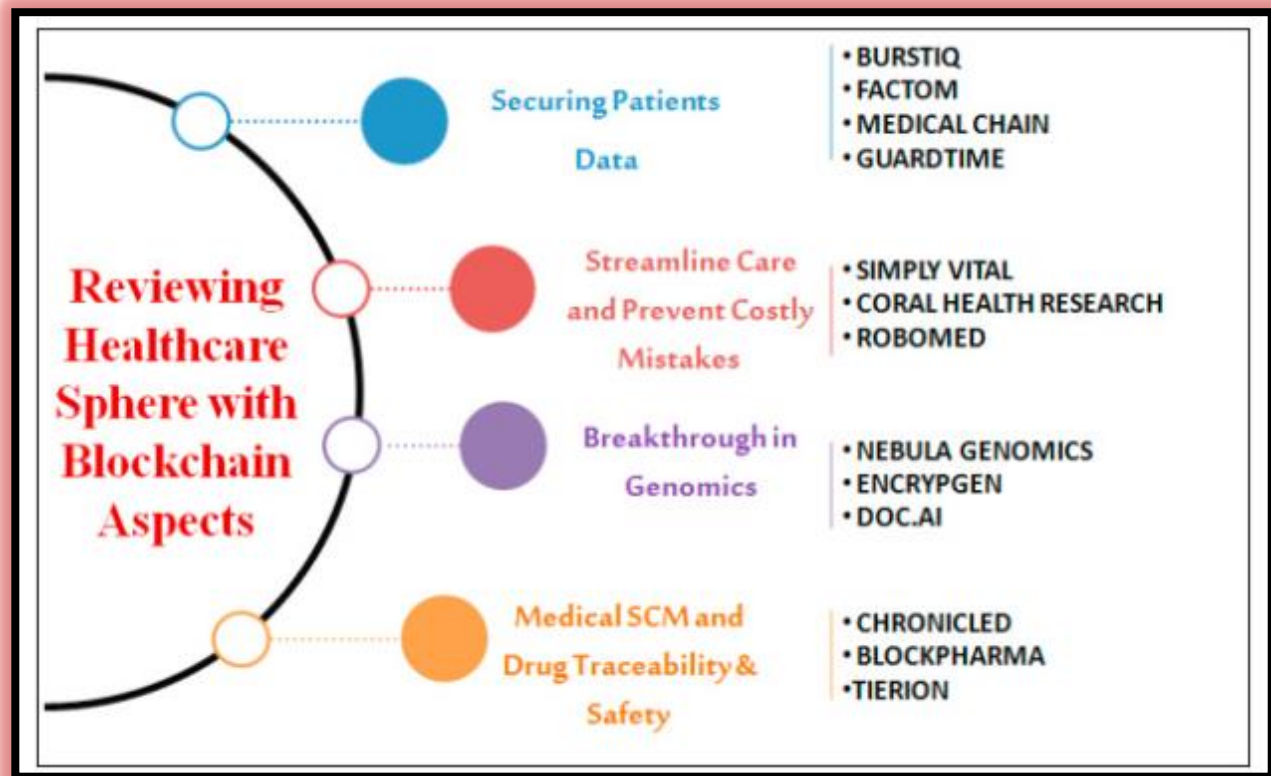 Reviewing
Healthcare
Sphere with
Blockchain
Aspects
Securing Patients
Data
• BURSTIQ
• FACTOM
• MEDICAL CHAIN
• GUARDTIME
Streamline Care
and Prevent Costly
Mistakes
• SIMPLY VITAL
• CORAL HEALTH RESEARCH
• ROBOMED
Breakthrough in
Genomics
• NEBULA GENOMICS
• ENCRYPGEN
• DOC.AI
Medical SCM and
Drug Traceability &
Safety
• CHRONICLED
• BLOCKPHARMA
•TIERION